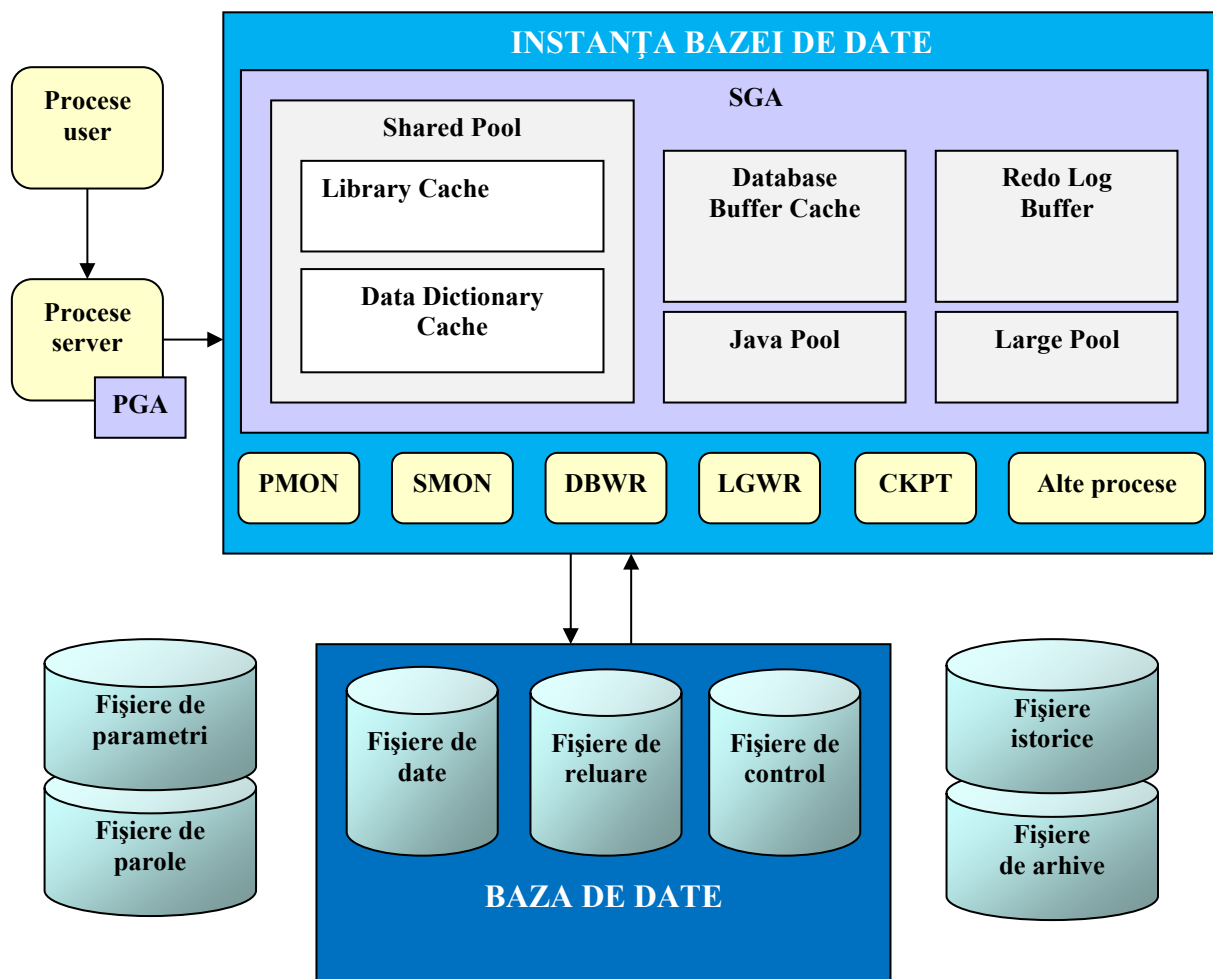 INSTANŢA BAZEI DE DATE
Procese
user
SGA
Shared Pool
Library Cache
Data Dictionary
Cache
Database
Buffer Cache
Redo Log
Buffer
Java Pool
Large Pool
Procese
server
PGA
PMON
SMON
DBWR
LGWR
CKPT
Alte procese
Fişiere de
parametri
Fişiere de
parole
Fişiere de
date
Fişiere de
reluare
Fişiere de
control
BAZA DE DATE
Fişiere
istorice
Fişiere
de arhive